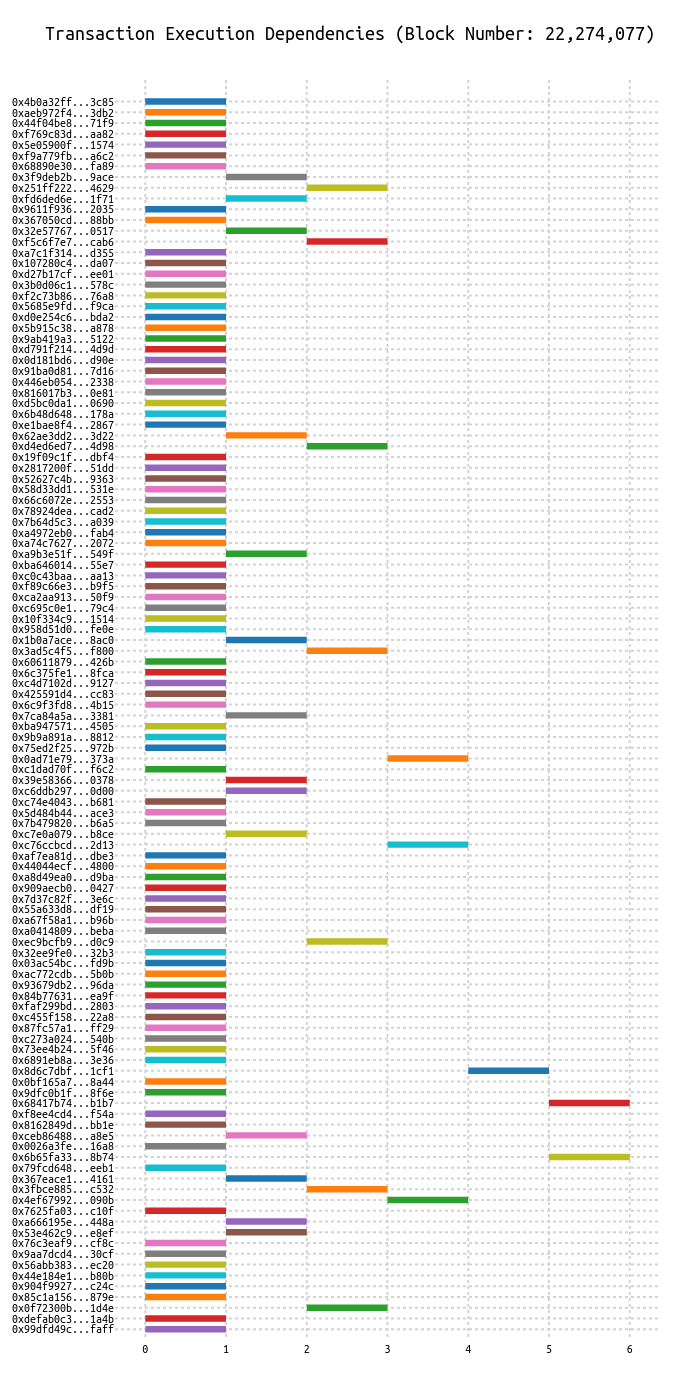 Transaction Execution Dependencies (Block Number: 22,274,077)
0x4b0a32ff...3c85
0xaeb972f4...3db2
0x44f04be8...71f9
0xf769c83d...aa82
0x5e05900f...1574
0xf9a779fb...a6c2
0x68890e30...fa89
0x3f9deb2b...9ace
0x251ff222...4629
0xfd6ded6e...1f71
0x9611f936...2035
0x367050cd...88bb
0x32e57767...0517
0xf5c6f7e7...cab6
0xa7c1f314...d355
0x107280c4...da07
0xd27b17cf...ee01
0x3b0d06c1...578c
0xf2c73b86...76a8
0x5685e9fd...f9ca
0xd0e254c6...bda2
0x5b915c38...a878
0x9ab419a3...5122
0xd791f214...4d9d
0x0d181bd6...d90e
0x91ba0d81...7d16
0x446eb054...2338
0x816017b3...0e81
0xd5bc0da1...0690
0x6b48d648...178a
0xe1bae8f4...2867
0x62ae3dd2...3d22
0xd4ed6ed7...4d98
0x19f09c1f...dbf4
0x2817200f...51dd
0x52627c4b...9363
0x58d33dd1...531e
0x66c6072e...2553
0x78924dea...cad2
0x7b64d5c3...a039
0xa4972eb0...fab4
0xa74c7627...2072
0xa9b3e51f...549f
0xba646014...55e7
0xc0c43baa...aa13
0xf89c66e3...b9f5
0xca2aa913...50f9
0xc695c0e1...79c4
0x10f334c9...1514
0x958d51d0...fe0e
0x1b0a7ace...8ac0
0x3ad5c4f5...f800
0x60611879...426b
0x6c375fe1...8fca
0xc4d7102d...9127
0x425591d4...cc83
0x6c9f3fd8...4b15
0x7ca84a5a...3381
0xba947571...4505
0x9b9a891a...8812
0x75ed2f25...972b
0x0ad71e79...373a
0xc1dad70f...f6c2
0x39e58366...0378
0xc6ddb297...0d00
0xc74e4043...b681
0x5d484b44...ace3
0x7b479820...b6a5
0xc7e0a079...b8ce
0xc76ccbcd...2d13
0xaf7ea81d...dbe3
0x44044ecf...4800
0xa8d49ea0...d9ba
0x909aecb0...0427
0x7d37c82f...3e6c
0x55a633d8...df19
0xa67f58a1...b96b
0xa0414809...beba
0xec9bcfb9...d0c9
0x32ee9fe0...32b3
0x03ac54bc...fd9b
0xac772cdb...5b0b
0x93679db2...96da
0x84b77631...ea9f
0xfaf299bd...2803
0xc455f158...22a8
0x87fc57a1...ff29
0xc273a024...540b
0x73ee4b24...5f46
0x6891eb8a...3e36
0x8d6c7dbf...1cf1
0x0bf165a7...8a44
0x9dfc0b1f...8f6e
0x68417b74...b1b7
0xf8ee4cd4...f54a
0x8162849d...bb1e
0xceb86488...a8e5
0x0026a3fe...16a8
0x6b65fa33...8b74
0x79fcd648...eeb1
0x367eace1...4161
0x3fbce885...c532
0x4ef67992...090b
0x7625fa03...c10f
0xa666195e...448a
0x53e462c9...e8ef
0x76c3eaf9...cf8c
0x9aa7dcd4...30cf
0x56abb383...ec20
0x44e184e1...b80b
0x904f9927...c24c
0x85c1a156...879e
0x0f72300b...1d4e
0xdefab0c3...1a4b
0x99dfd49c...faff
0 1 2 3 4 5 6